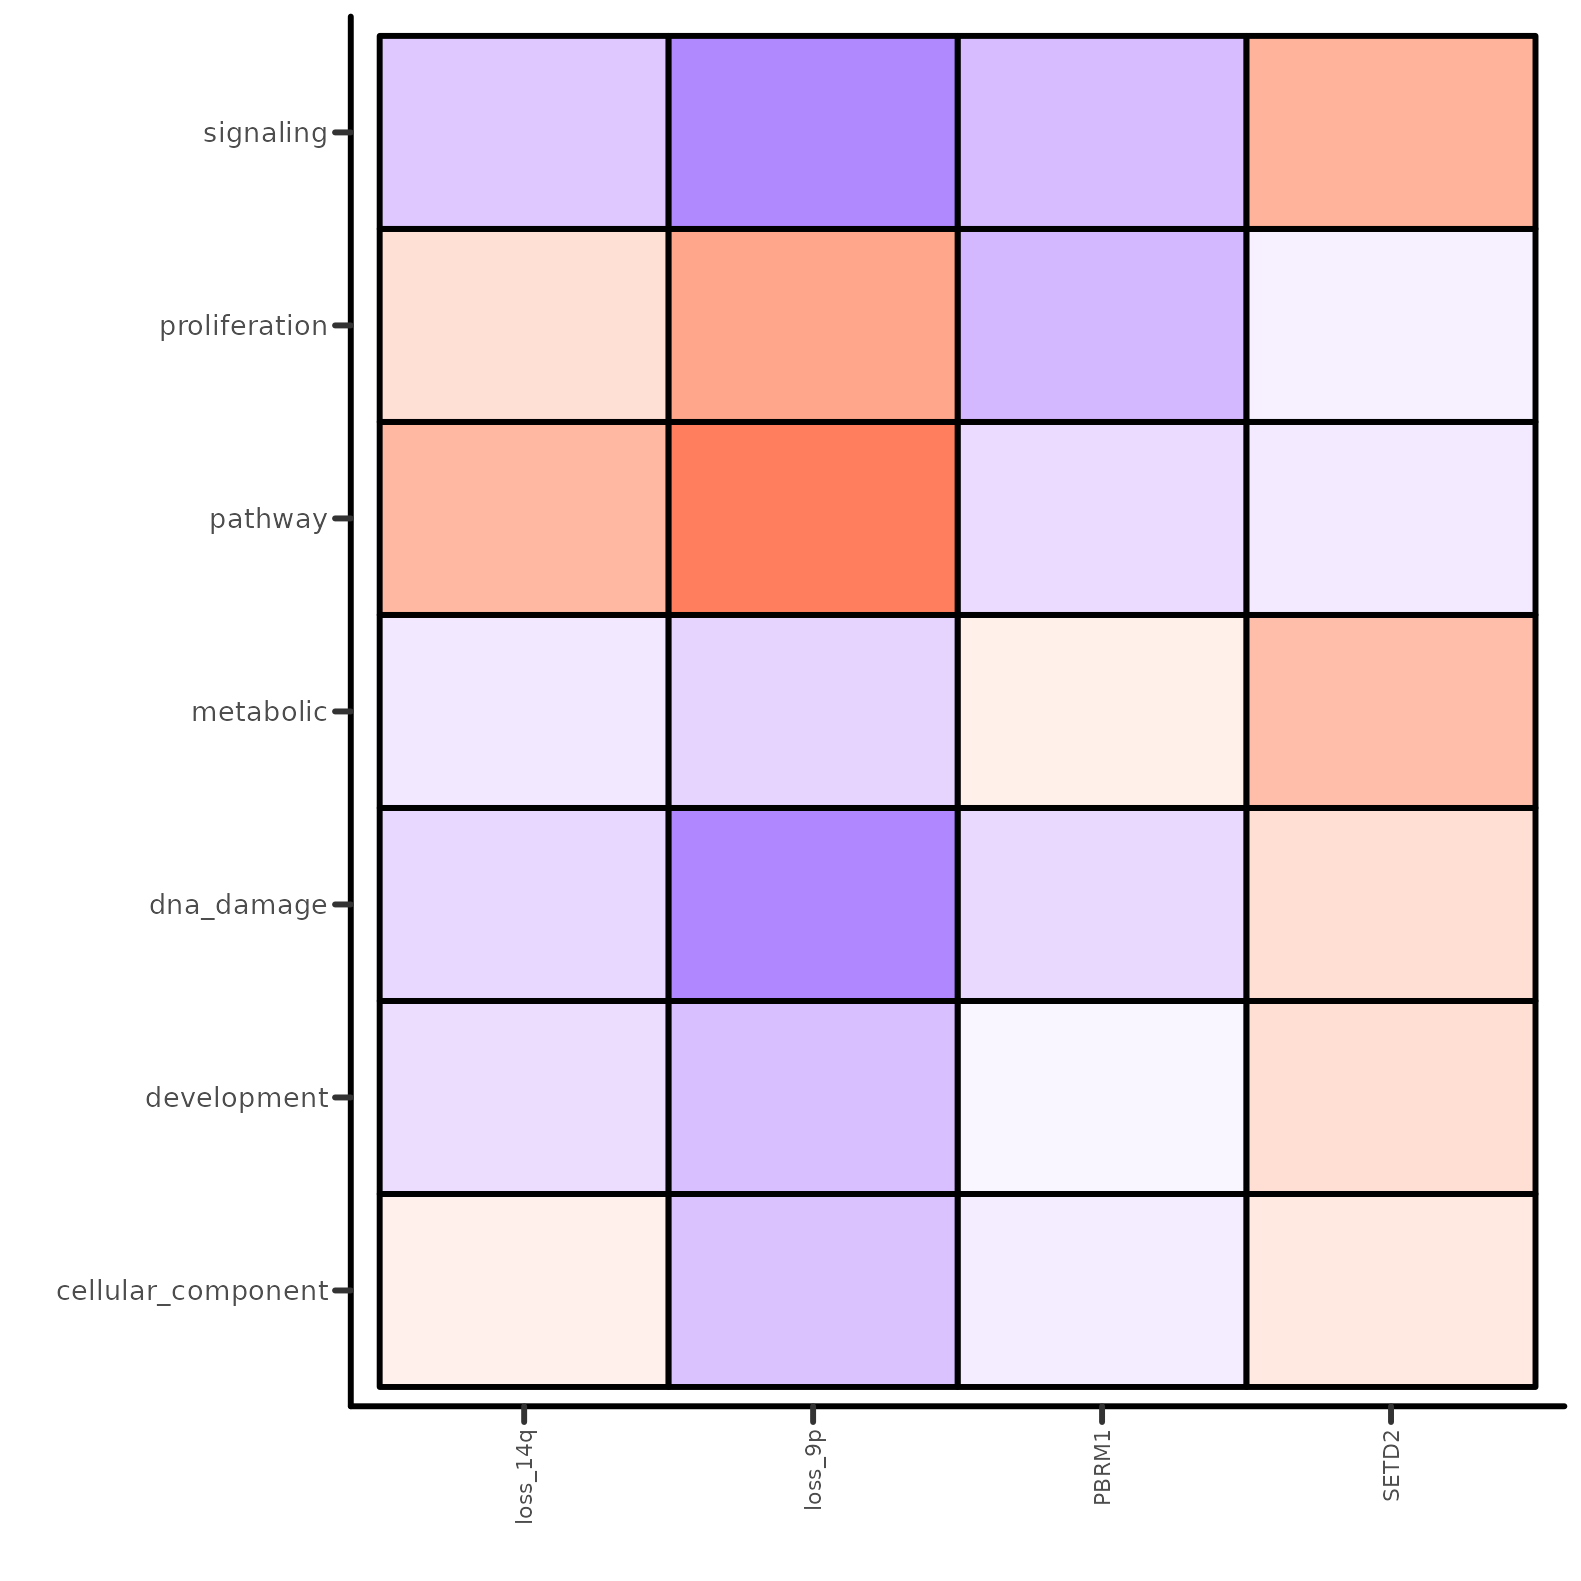 signaling
proliferation
pathway
metabolic
dna_damage
development
cellular_component
loss_14q
loss_9p
PBRM1
SETD2